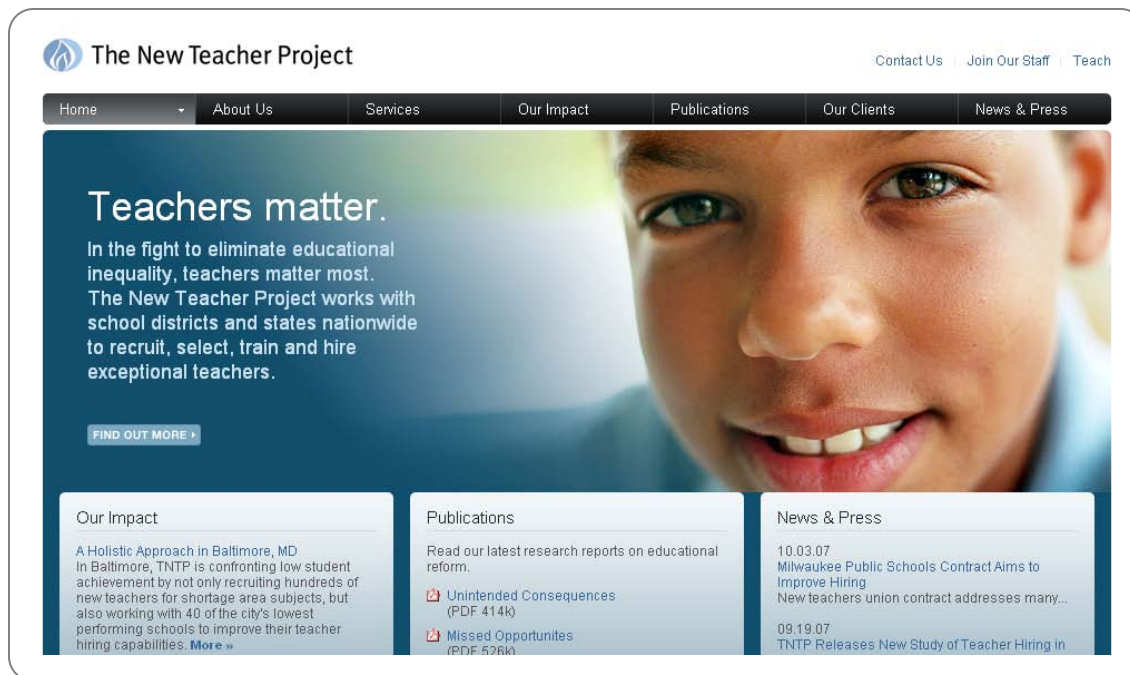 The New Teacher Project
Contact Us | Join Our Staff | Teach
Home
About Us
Services
Our Impact
Publications
Our Clients
News & Press
Teachers matter.
In the fight to eliminate educational
inequality, teachers matter most.
The New Teacher Project works with
school districts and states nationwide
to recruit, select, train and hire
exceptional teachers.
FIND OUT MORE
Our Impact
A Holistic Approach in Baltimore, MD
In Baltimore, TNTP is confronting low student
achievement by not only recruiting hundreds of
new teachers for shortage area subjects, but
also working with 40 of the city's lowest
performing schools to improve their teacher
hiring capabilities. More »
Publications
Read our latest research reports on educational
reform.
Unintended Consequences
(PDF 414k)
Missed Opportunites
(PDF 526k)
News & Press
10.03.07
Milwaukee Public Schools Contract Aims to
Improve Hiring
New teachers union contract addresses many...
09.19.07
TNTP Releases New Study of Teacher Hiring in